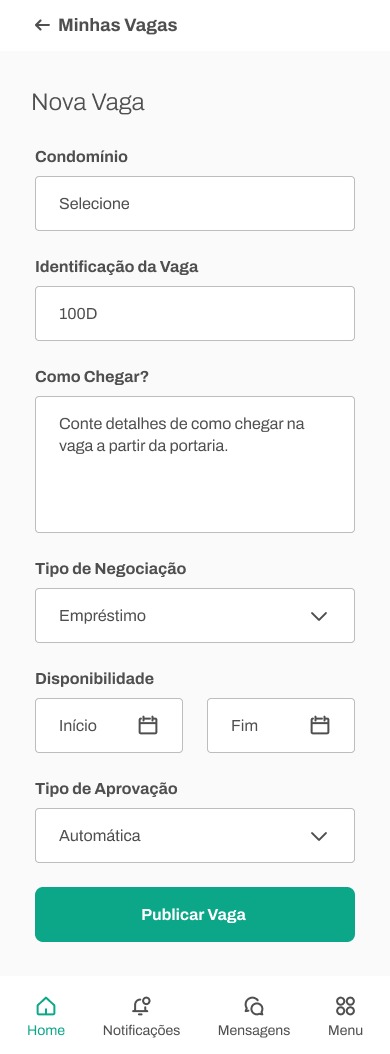 Minhas Vagas
Nova Vaga
Condomínio
Selecione
Identificação da Vaga
100D
Como Chegar?
Conte detalhes de como chegar na
vaga a partir da portaria.
Tipo de Negociação
Empréstimo
Disponibilidade
Início
Fim
Tipo de Aprovação
Automática
Publicar Vaga
Home
Notificações
Mensagens
Menu